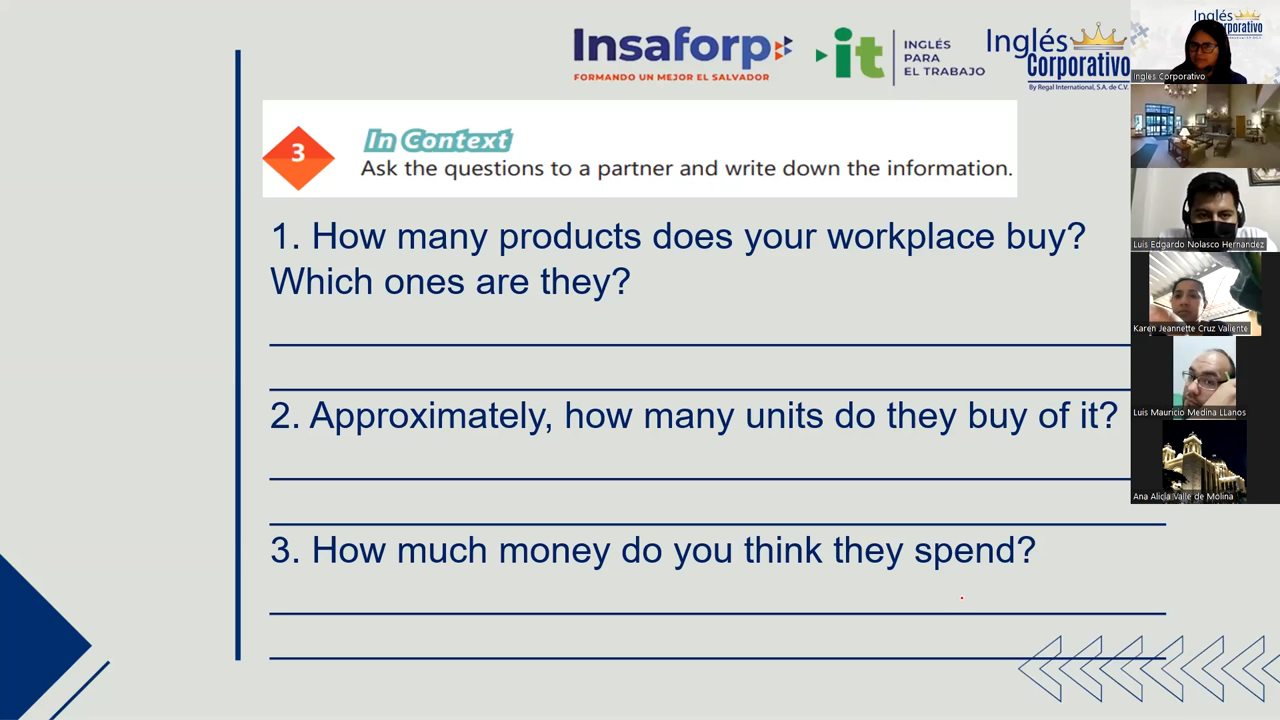 Insaforp
FORMANDO UN MEJOR EL SALVADOR
it
INGLÉS
PARA
EL TRABAJO
Inglés
Corporativo
By Regal International, S.A. de C.V.
3
In Context
Ask the questions to a partner and write down the information.
1. How many products does your workplace buy?
Which ones are they?
2. Approximately, how many units do they buy of it?
3. How much money do you think they spend?
Inglés
Corporativo
Ingles Corporativo
Luis Edgardo Nolasco Hernandez
Karen Jeannette Cruz Valiente
Luis Mauricio Medina LLanos
Ana Alicia Valle de Molina